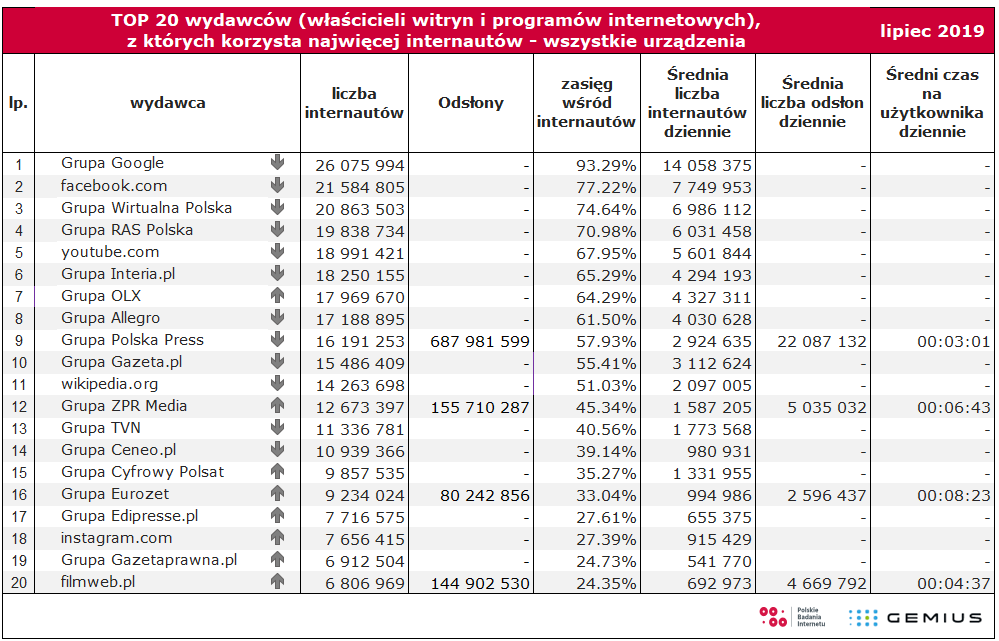 TOP 20 wydawców (właścicieli witryn i programów internetowych),
z których korzysta najwięcej internautów - wszystkie urządzenia
lipiec 2019
lp. wydawca liczba internautów Odsłony zasięg wśród internautów Średnia liczba internautów dziennie Średnia liczba odsłon dziennie Średni czas na użytkownika dziennie
1 Grupa Google 26 075 994 - 93.29% 14 058 375 - -
2 facebook.com 21 584 805 - 77.22% 7 749 953 - -
3 Grupa Wirtualna Polska 20 863 503 - 74.64% 6 986 112 - -
4 Grupa RAS Polska 19 838 734 - 70.98% 6 031 458 - -
5 youtube.com 18 991 421 - 67.95% 5 601 844 - -
6 Grupa Interia.pl 18 250 155 - 65.29% 4 294 193 - -
7 Grupa OLX 17 969 670 - 64.29% 4 327 311 - -
8 Grupa Allegro 17 188 895 - 61.50% 4 030 628 - -
9 Grupa Polska Press 16 191 253 687 981 599 57.93% 2 924 635 22 087 132 00:03:01
10 Grupa Gazeta.pl 15 486 409 - 55.41% 3 112 624 - -
11 wikipedia.org 14 263 698 - 51.03% 2 097 005 - -
12 Grupa ZPR Media 12 673 397 155 710 287 45.34% 1 587 205 5 035 032 00:06:43
13 Grupa TVN 11 336 781 - 40.56% 1 773 568 - -
14 Grupa Ceneo.pl 10 939 366 - 39.14% 980 931 - -
15 Grupa Cyfrowy Polsat 9 857 535 - 35.27% 1 331 955 - -
16 Grupa Eurozet 9 234 024 80 242 856 33.04% 994 986 2 596 437 00:08:23
17 Grupa Edipresse.pl 7 716 575 - 27.61% 655 375 - -
18 instagram.com 7 656 415 - 27.39% 915 429 - -
19 Grupa Gazetaprawna.pl 6 912 504 - 24.73% 541 770 - -
20 filmweb.pl 6 806 969 144 902 530 24.35% 692 973 4 669 792 00:04:37
Polskie
Badania
Internetu
GEMIUS